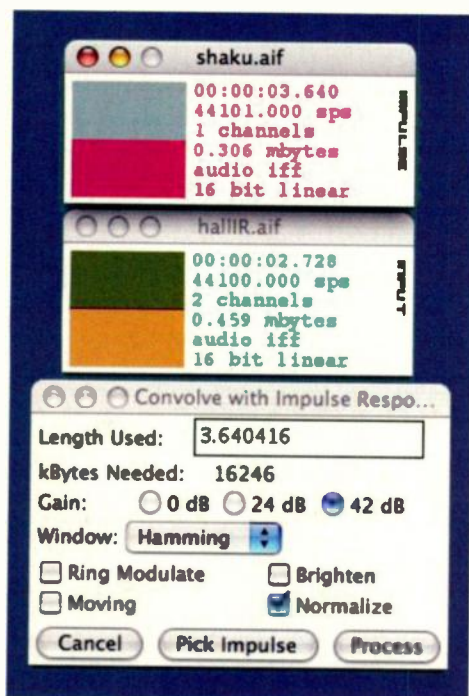 shaku.aif
00:00:03.640
44101.000 sps
1 channels
0.306 mbytes
audio iff
16 bit linear
IMPULSE
hallIR.aif
00:00:02.728
44100.000 sps
2 channels
0.459 mbytes
audio iff
16 bit linear
INPUT
Convolve with Impulse Respo...
Length Used: 3.640416
kBytes Needed: 16246
Gain: 0 dB 24 dB 42 dB
Window: Hamming
Ring Modulate Brighten
Moving Normalize
Cancel Pick Impulse Process